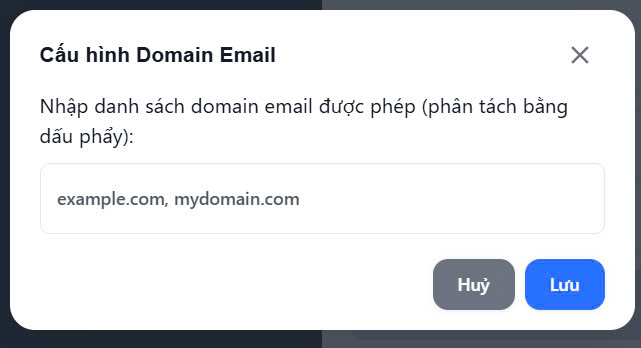 Cấu hình Domain Email
Nhập danh sách domain email được phép (phân tách bằng
dấu phẩy):
example.com, mydomain.com
Huỷ
Lưu